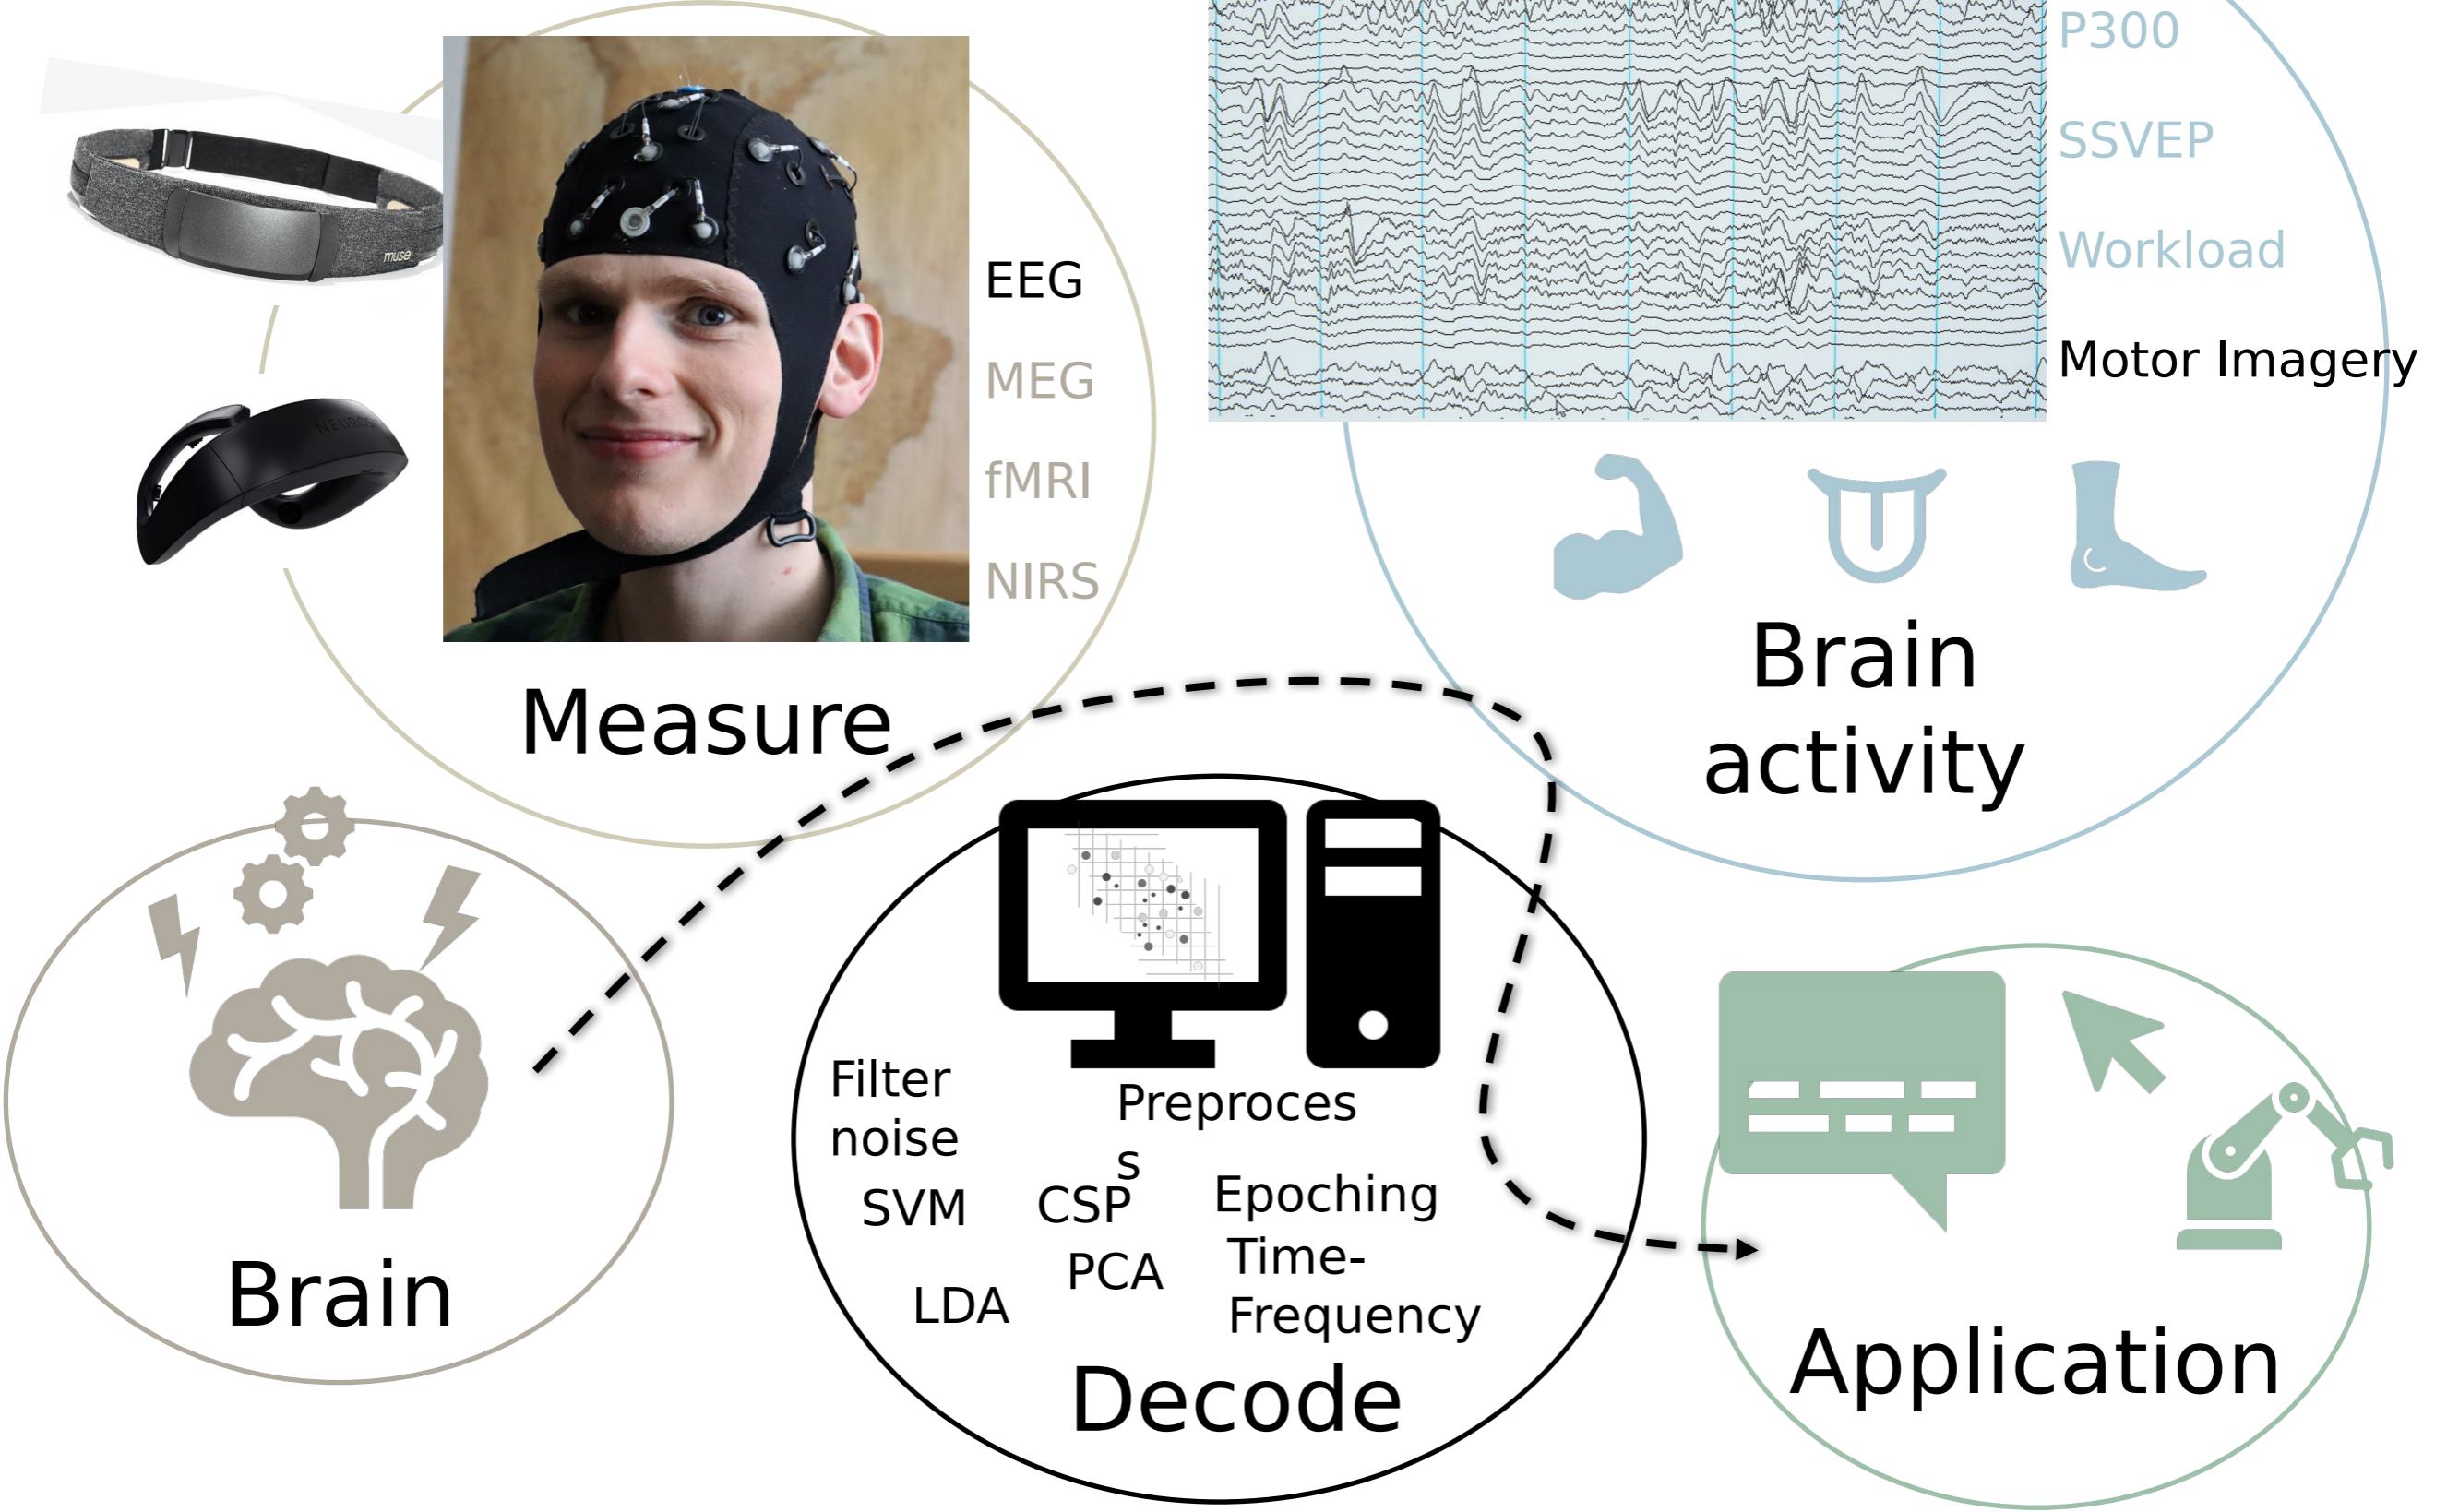 muse
EEG
MEG
fMRI
NIRS
Measure
P300
SSVEP
Workload
Motor Imagery
Brain
activity
Brain
Filter
noise
Preproces
s
SVM
CSP
Epoching
PCA
Time-
Frequency
LDA
Decode
Application